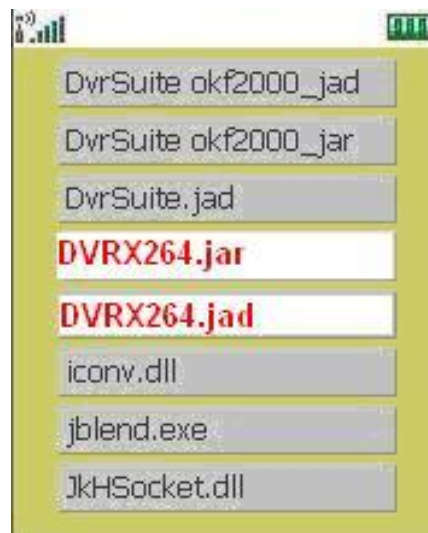 DvrSuite okf2000_jad
DvrSuite okf2000_jar
DvrSuite.jad
DVRX264.jar
DVRX264.jad
iconv.dll
jblend.exe
JkHSocket.dll